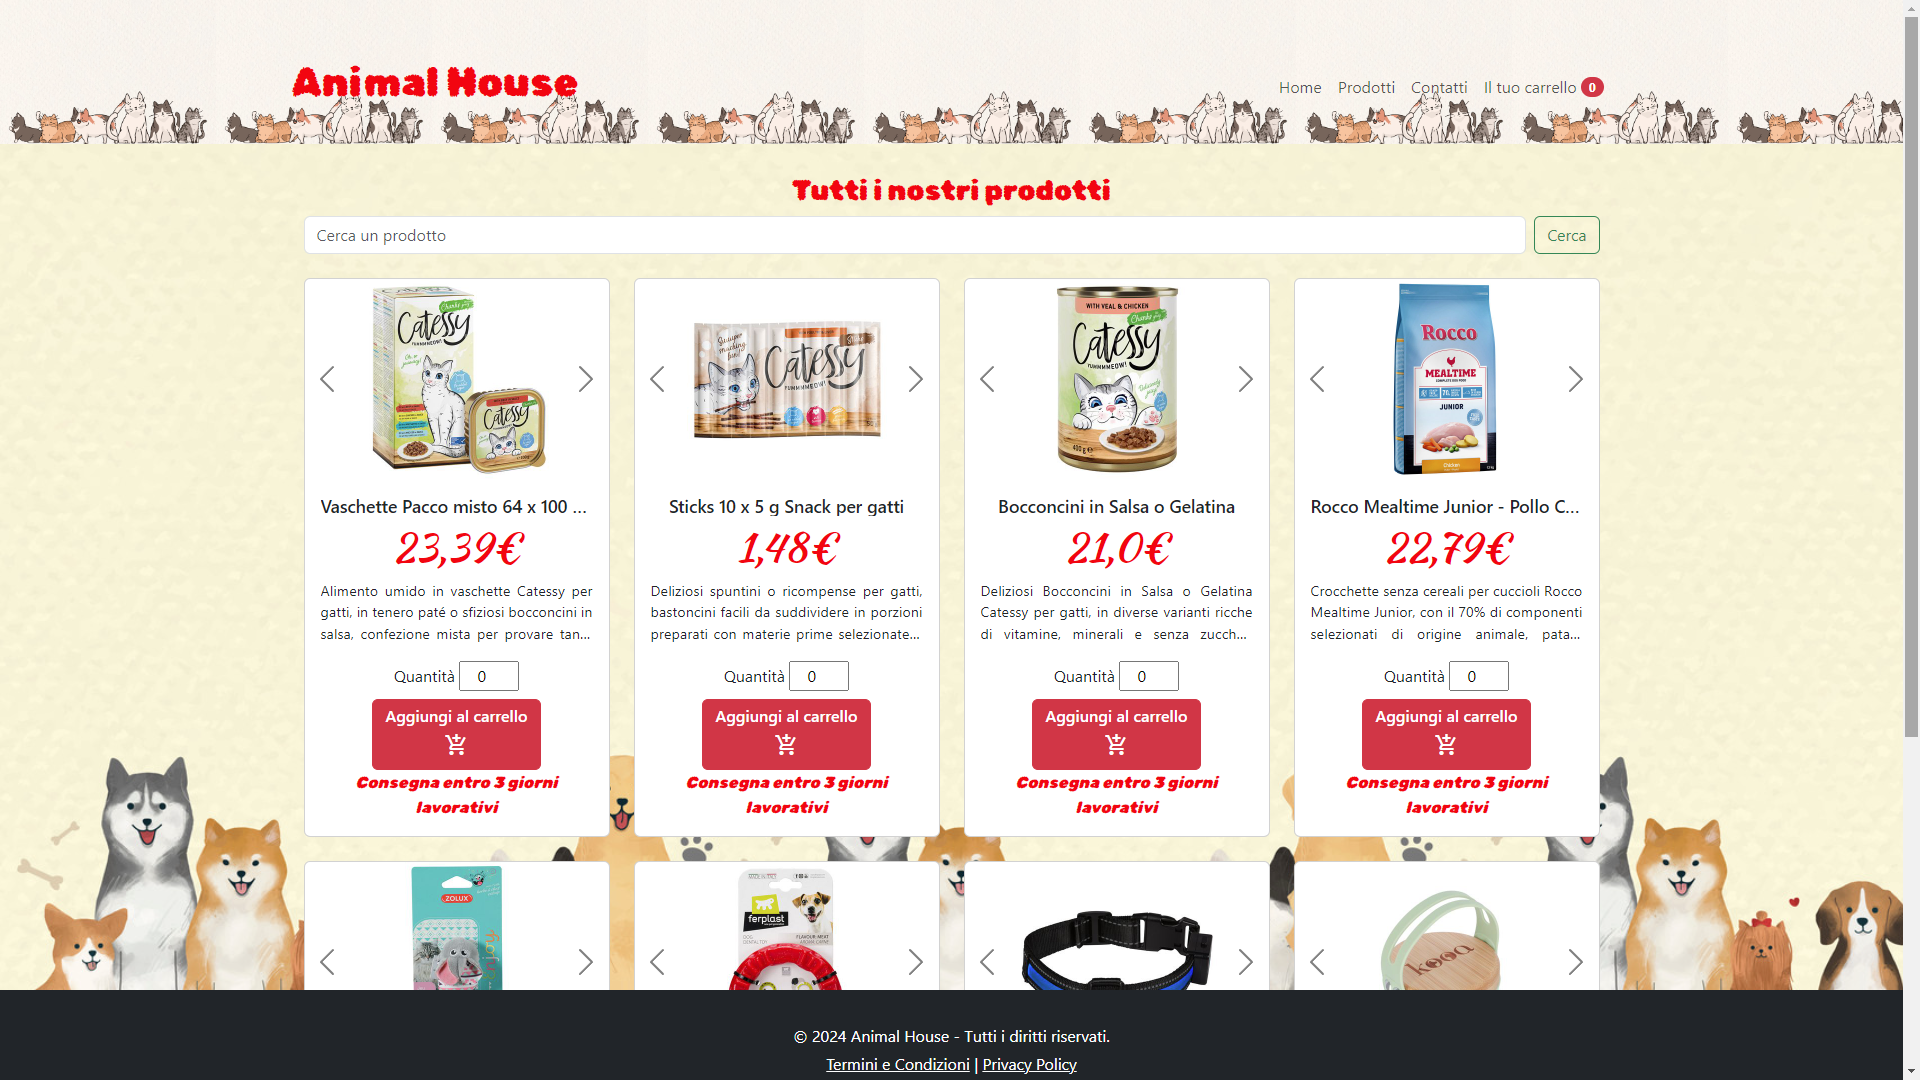 Animal House
Home Prodotti Contatti Il tuo carrello 0
Tutti i nostri prodotti
Cerca un prodotto Cerca
Catessy
WITH VEAL & CHICKEN
Catessy
Catessy
Rocco
MEALTIME
JUNIOR
Vaschette Pacco misto 64 x 100 ...
23,39€
Alimento umido in vaschette Catessy per
gatti, in tenero paté o sfiziosi bocconcini in
salsa, confezione mista per provare tan...
Quantità 0
Aggiungi al carrello
Consegna entro 3 giorni
lavorativi
Sticks 10 x 5 g Snack per gatti
1,48€
Deliziosi spuntini o ricompense per gatti,
bastoncini facili da suddividere in porzioni
preparati con materie prime selezionate...
Quantità 0
Aggiungi al carrello
Consegna entro 3 giorni
lavorativi
Bocconcini in Salsa o Gelatina
21,0€
Deliziosi Bocconcini in Salsa o Gelatina
Catessy per gatti, in diverse varianti ricche
di vitamine, minerali e senza zucch...
Quantità 0
Aggiungi al carrello
Consegna entro 3 giorni
lavorativi
Rocco Mealtime Junior - Pollo C...
22,79€
Crocchette senza cereali per cuccioli Rocco
Mealtime Junior, con il 70% di componenti
selezionati di origine animale, pata...
Quantità 0
Aggiungi al carrello
Consegna entro 3 giorni
lavorativi
ZOLUX
ferplast
kooa
© 2024 Animal House - Tutti i diritti riservati.
Termini e Condizioni | Privacy Policy